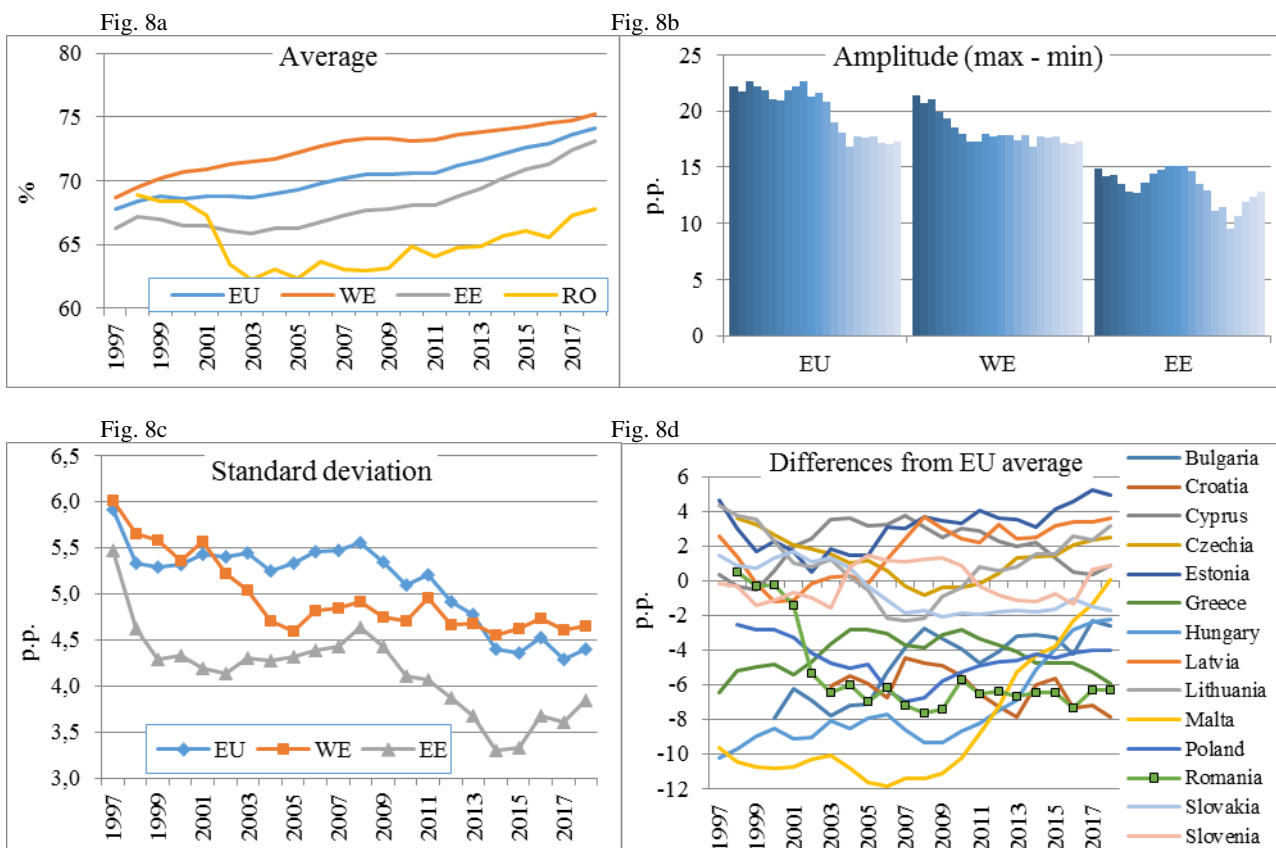 Fig. 8a
Average
80
75
70
65
60
%
EU WE EE RO
1997 1999 2001 2003 2005 2007 2009 2011 2013 2015 2017
Fig. 8b
Amplitude (max - min)
25
20
15
10
5
0
p.p.
EU WE EE
Fig. 8c
Standard deviation
6,5
6,0
5,5
5,0
4,5
4,0
3,5
3,0
p.p.
EU WE EE
1997 1999 2001 2003 2005 2007 2009 2011 2013 2015 2017
Fig. 8d
Differences from EU average
6
4
2
0
-2
-4
-6
-8
-10
-12
p.p.
1997 1999 2001 2003 2005 2007 2009 2011 2013 2015 2017
Bulgaria
Croatia
Cyprus
Czechia
Estonia
Greece
Hungary
Latvia
Lithuania
Malta
Poland
Romania
Slovakia
Slovenia